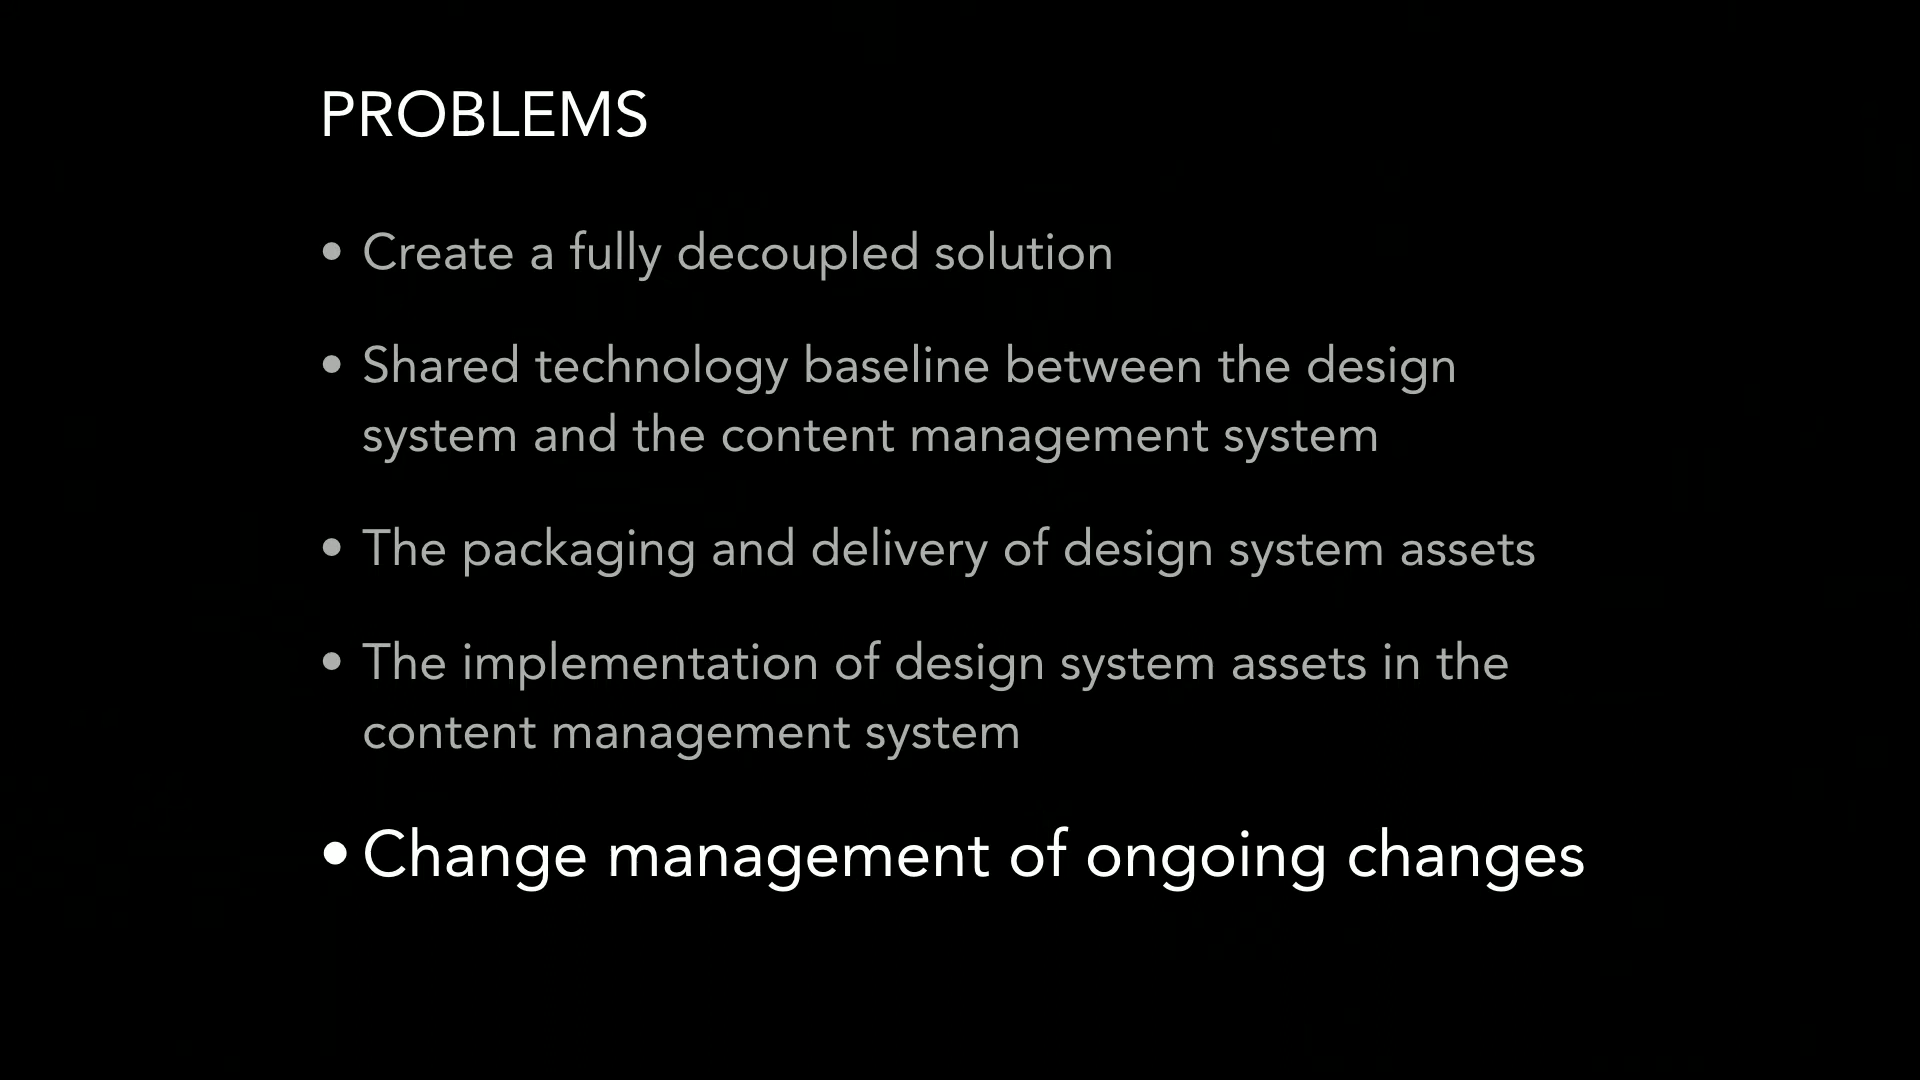 PROBLEMS
• Create a fully decoupled solution
• Shared technology baseline between the design
system and the content management system
• The packaging and delivery of design system assets
• The implementation of design system assets in the
content management system
• Change management of ongoing changes